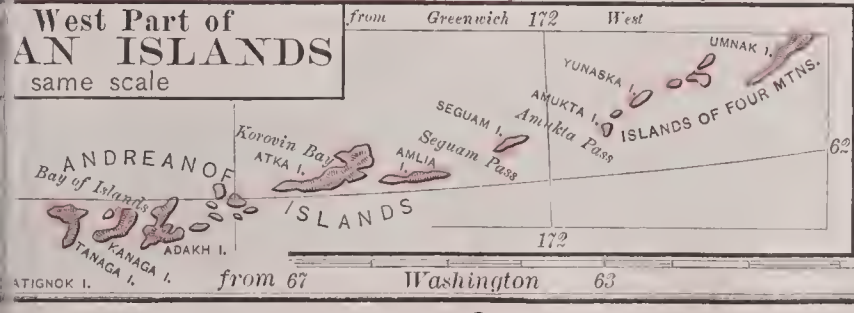 West Part of
AN ISLANDS
same scale
from Greenwich 172 West
UMNAK I.
YUNASKA I.
AMUKTA I.
ISLANDS OF FOUR MTNS.
Amukta Pass
SEGUAM I.
Seguam Pass
62
Korovin Bay
ATKA I.
AMLIA
I.
ANDREANOF
ISLANDS
Bay of Islands
ADAKH I.
KANAGA I.
TANAGA I.
172
ATIGNOK I.
from 67 Washington 63